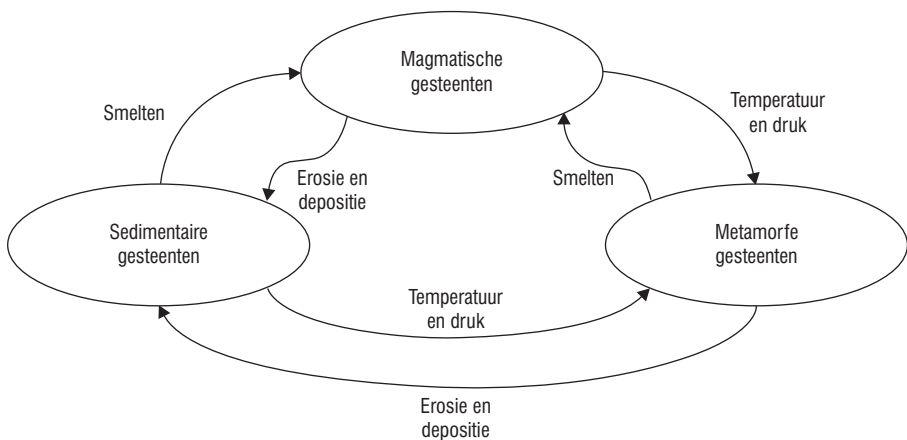 Magmatische
gesteenten
Smelten
Temperatuur
en druk
Erosie en
depositie
Smelten
Sedimentaire
gesteenten
Metamorfe
gesteenten
Temperatuur
en druk
Erosie en
depositie